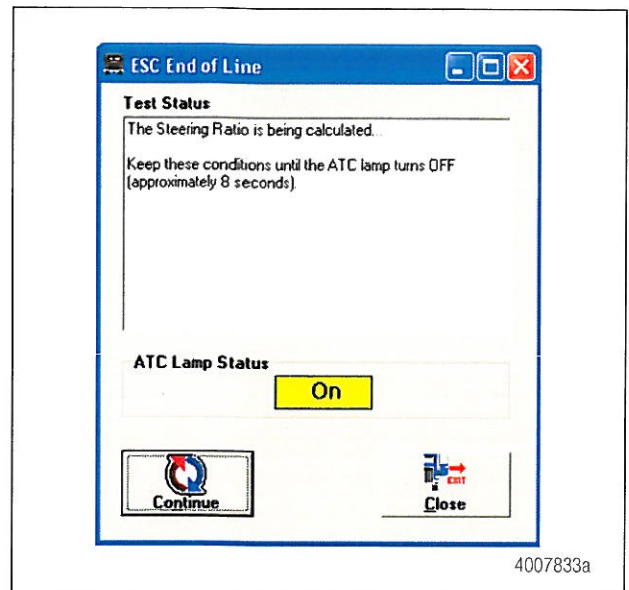 ESC End of Line
Test Status
The Steering Ratio is being calculated...
Keep these conditions until the ATC lamp turns OFF
(approximately 8 seconds).
ATC Lamp Status
On
Continue
EXIT
Close
4007833a